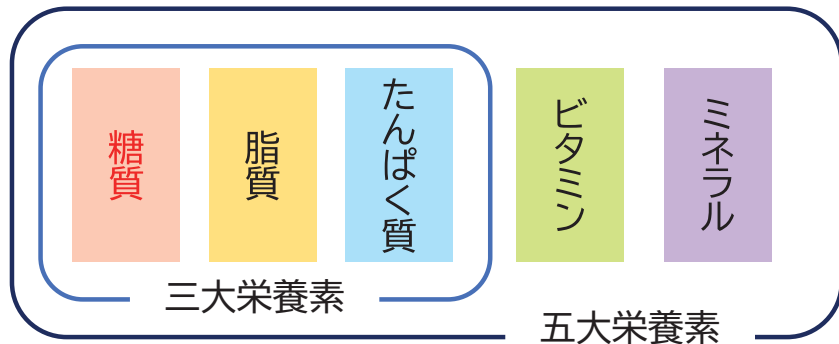 糖質
脂質
たんぱく質
ビタミン
ミネラル
三大栄養素
五大栄養素